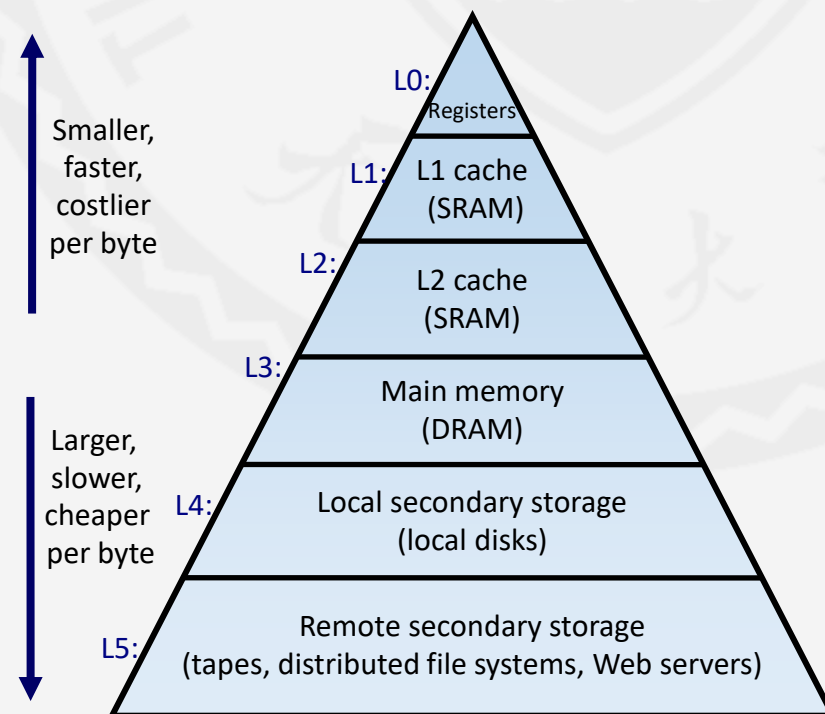 L0:
Registers
Smaller,
faster,
costlier
per byte
L1:
L1 cache
(SRAM)
L2:
L2 cache
(SRAM)
L3:
Main memory
(DRAM)
Larger,
slower,
cheaper
per byte
L4:
Local secondary storage
(local disks)
L5:
Remote secondary storage
(tapes, distributed file systems, Web servers)